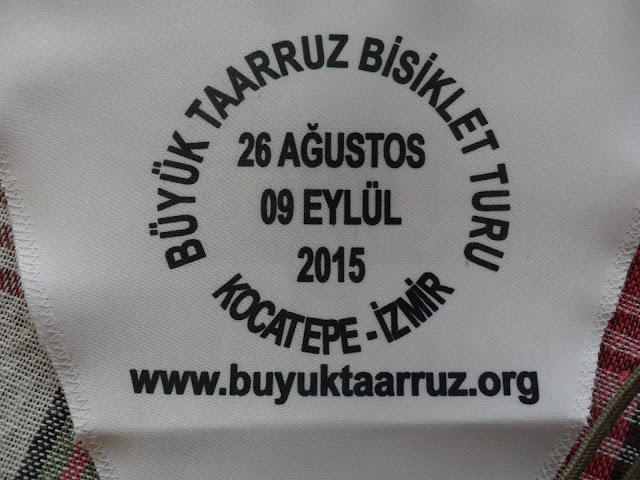 BÜYÜK TAARRUZ BİSİKLET TURU
26 AĞUSTOS
09 EYLÜL
2015
KOCATEPE - İZMİR
www.buyuktaarruz.org